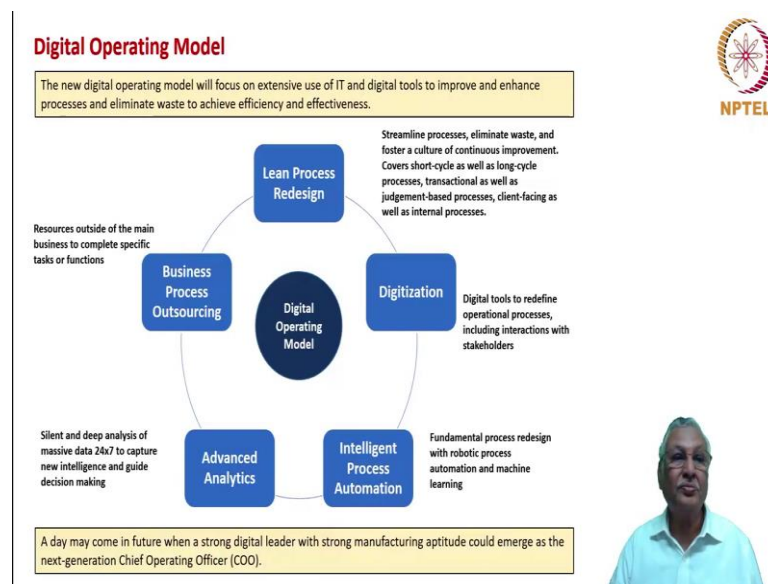 Digital Operating Model
NPTEL
The new digital operating model will focus on extensive use of IT and digital tools to improve and enhance
processes and eliminate waste to achieve efficiency and effectiveness.
Lean Process
Redesign
Streamline processes, eliminate waste, and
foster a culture of continuous improvement.
Covers short-cycle as well as long-cycle
processes, transactional as well as
judgement-based processes, client-facing as
well as internal processes.
Resources outside of the main
business to complete specific
tasks or functions
Business
Process
Outsourcing
Digital
Operating
Model
Digitization
Digital tools to redefine
operational processes,
including interactions with
stakeholders
Silent and deep analysis of
massive data 24x7 to capture
new intelligence and guide
decision making
Advanced
Analytics
Intelligent
Process
Automation
Fundamental process redesign
with robotic process
automation and machine
learning
A day may come in future when a strong digital leader with strong manufacturing aptitude could emerge as the
next-generation Chief Operating Officer (COO).